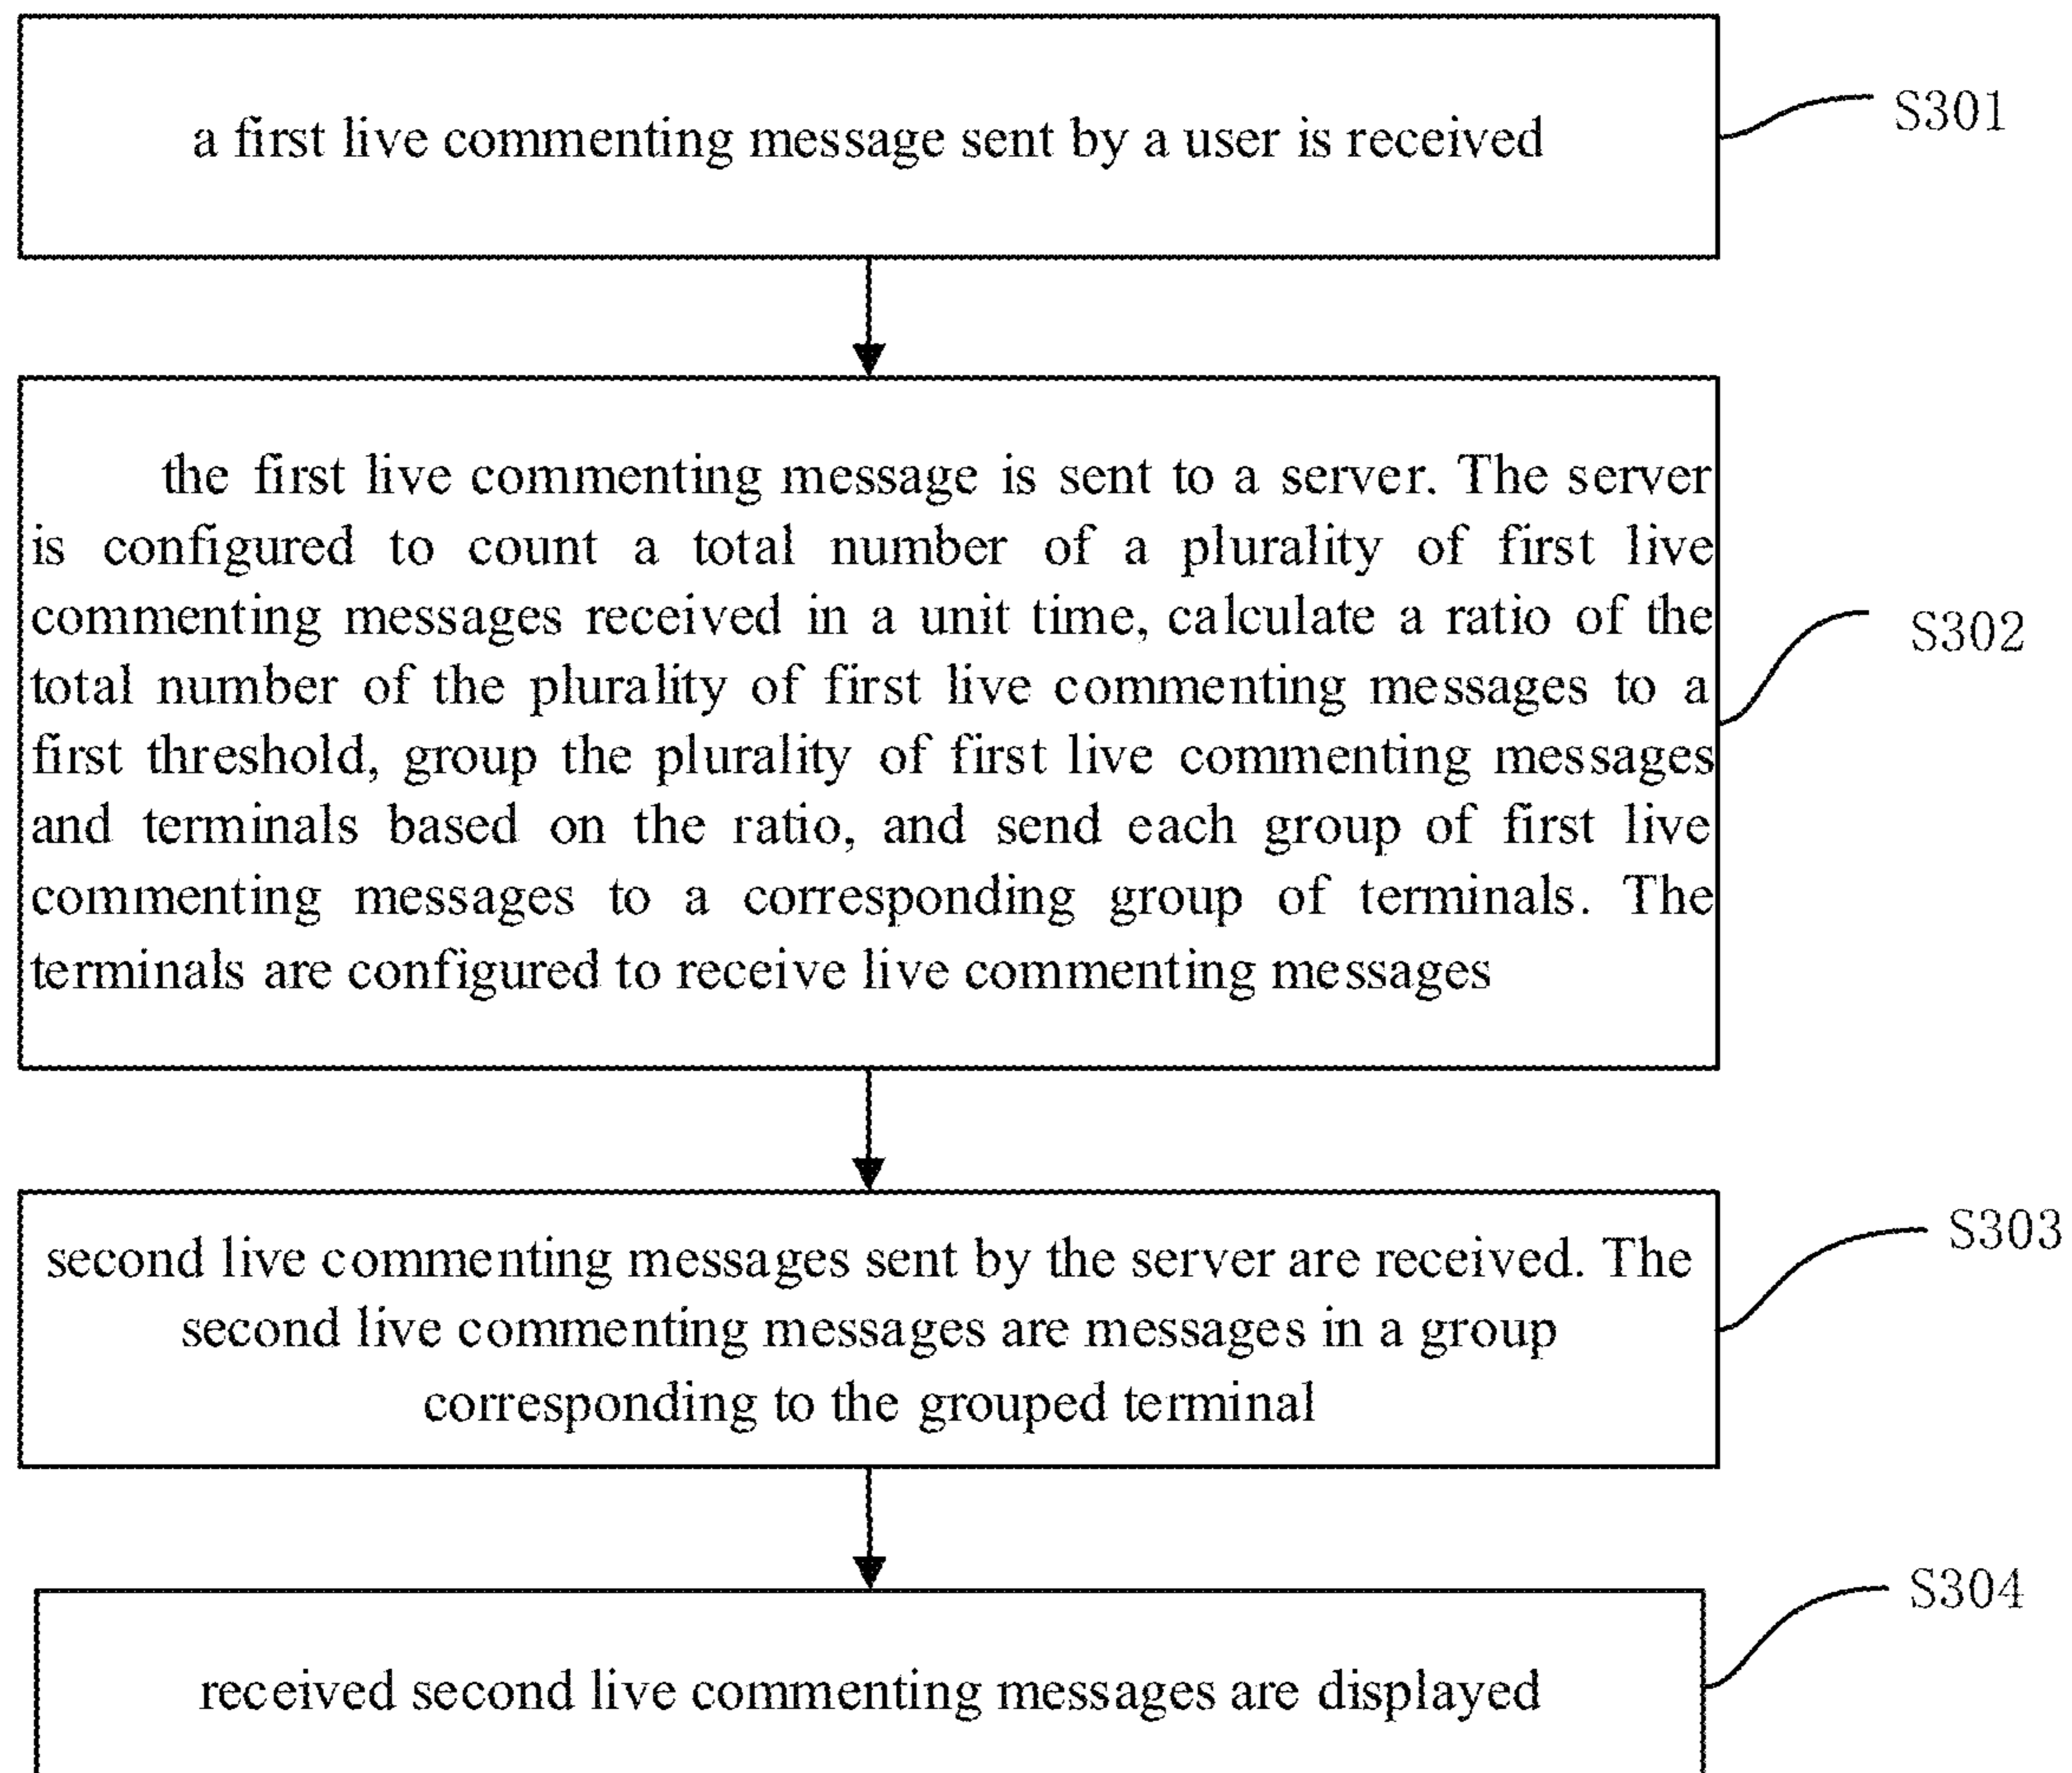 a first live commenting message sent by a user is received
S301
the first live commenting message is sent to a server. The server
is configured to count a total number of a plurality of first live
commenting messages received in a unit time, calculate a ratio of the
total number of the plurality of first live commenting messages to a
first threshold, group the plurality of first live commenting messages
and terminals based on the ratio, and send each group of first live
commenting messages to a corresponding group of terminals. The
terminals are configured to receive live commenting messages
S302
second live commenting messages sent by the server are received. The
second live commenting messages are messages in a group
corresponding to the grouped terminal
S303
received second live commenting messages are displayed
S304